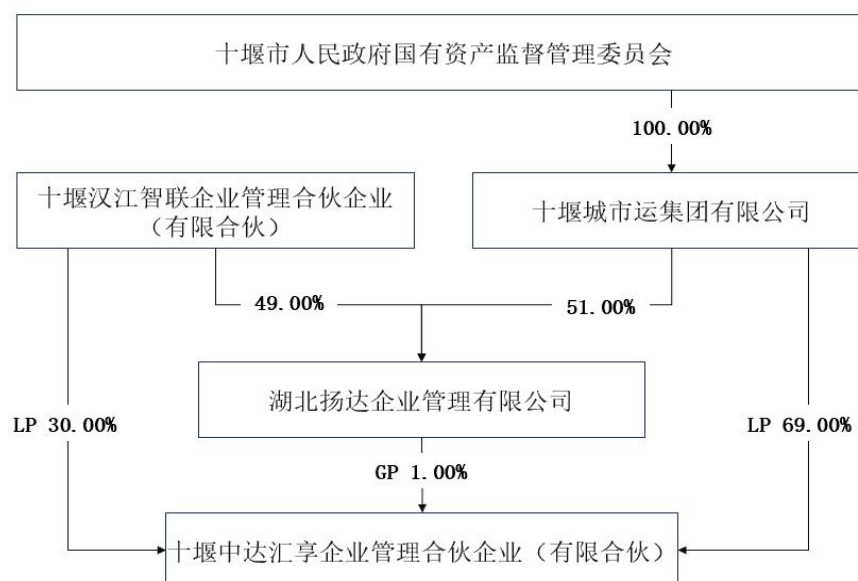 十堰市人民政府国有资产监督管理委员会
100.00%
十堰汉江智联企业管理合伙企业
（有限合伙）
十堰城市运集团有限公司
49.00%
51.00%
湖北扬达企业管理有限公司
LP 30.00%
LP 69.00%
GP 1.00%
十堰中达汇享企业管理合伙企业（有限合伙）